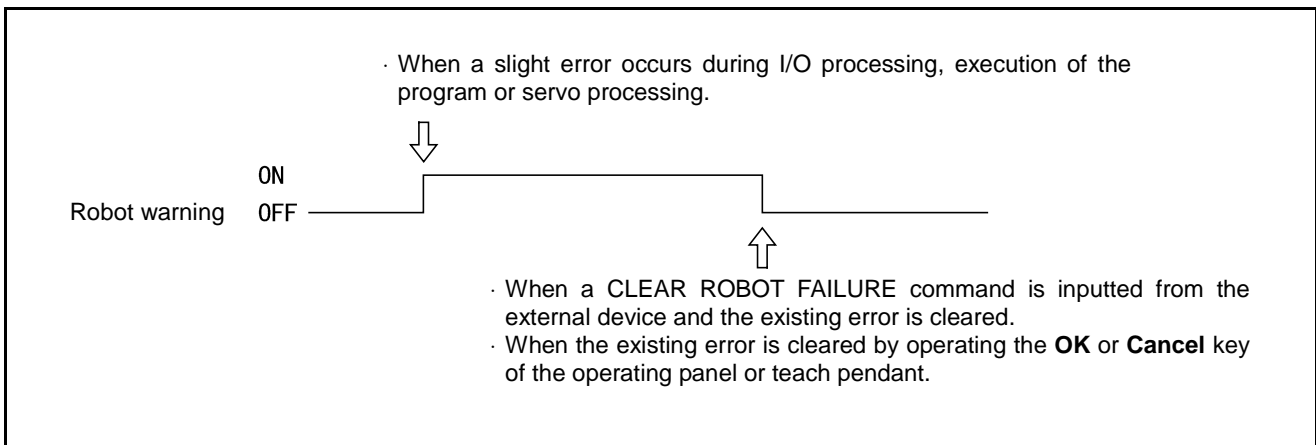 · When a slight error occurs during I/O processing, execution of the
program or servo processing.
ON
Robot warning OFF
· When a CLEAR ROBOT FAILURE command is inputted from the
external device and the existing error is cleared.
· When the existing error is cleared by operating the OK or Cancel key
of the operating panel or teach pendant.